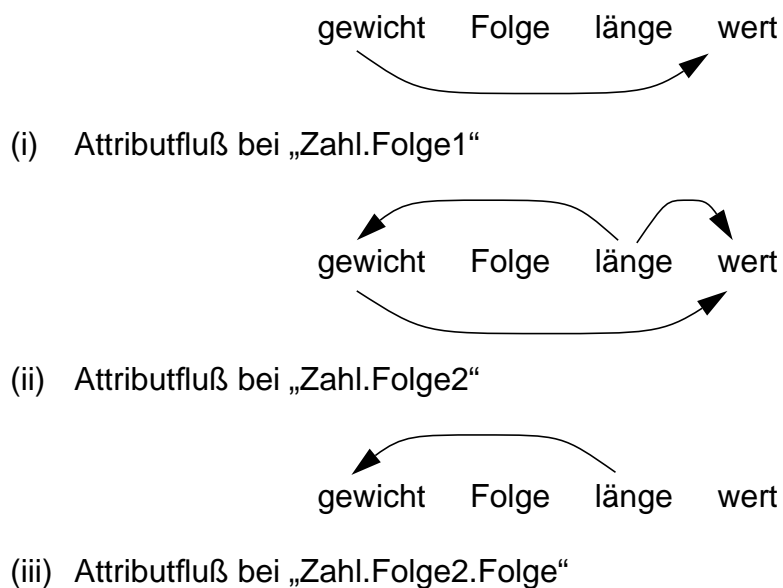 gewicht Folge länge wert
(i) Attributfluß bei „Zahl.Folge1“
gewicht Folge länge wert
(ii) Attributfluß bei „Zahl.Folge2“
gewicht Folge länge wert
(iii) Attributfluß bei „Zahl.Folge2.Folge“